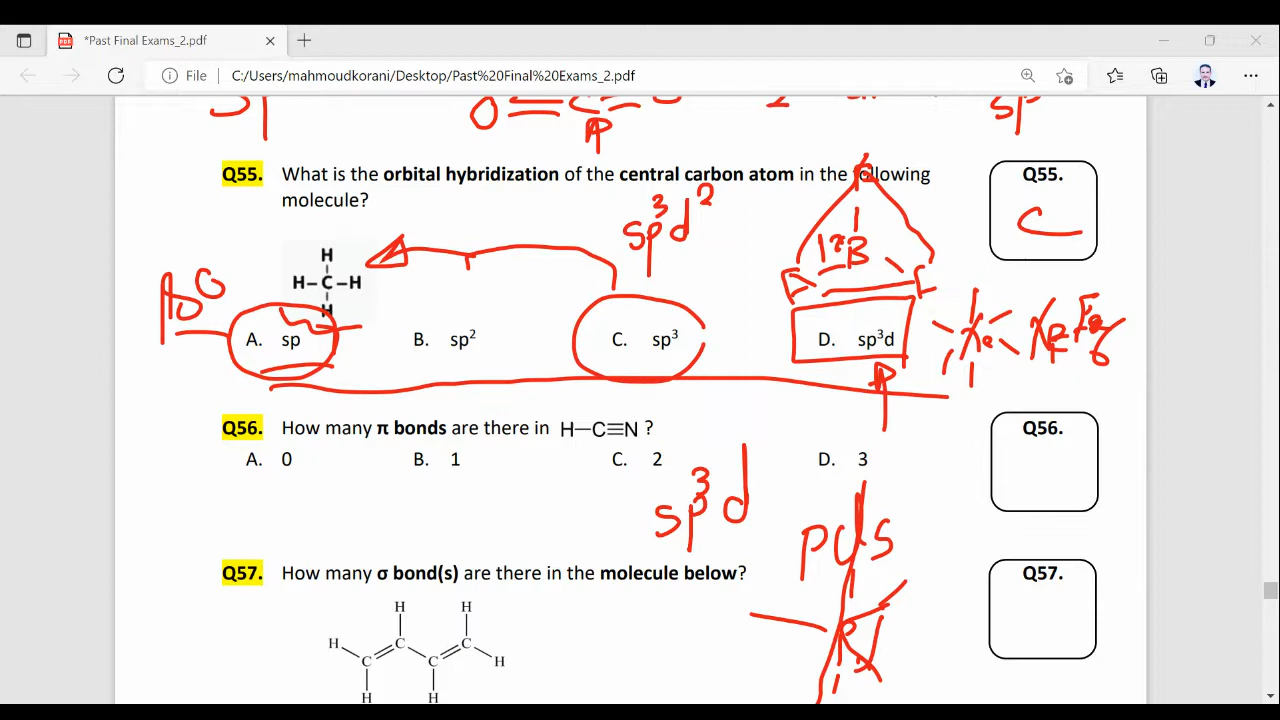 *Past Final Exams_2.pdf
File C:/Users/mahmoudkorani/Desktop/Past%20Final%20Exams_2.pdf
Q55. What is the orbital hybridization of the central carbon atom in the following molecule?
Q55.
C
sp³d²
H
H–C–H
H
A. sp B. sp² C. sp³ D. sp³d
Q56. How many π bonds are there in H—C≡N ?
Q56.
A. 0 B. 1 C. 2 D. 3
sp³d
Q57. How many σ bond(s) are there in the molecule below?
Q57.
H H
H C C
C C H
H H